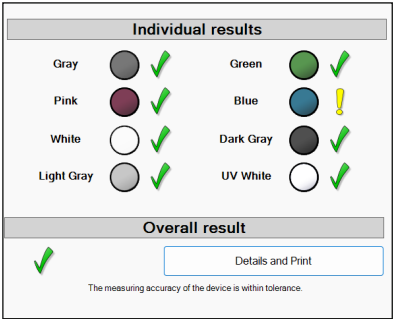 Individual results
Gray
Green
Pink
Blue
White
Dark Gray
Light Gray
UV White
Overall result
Details and Print
The measuring accuracy of the device is within tolerance.